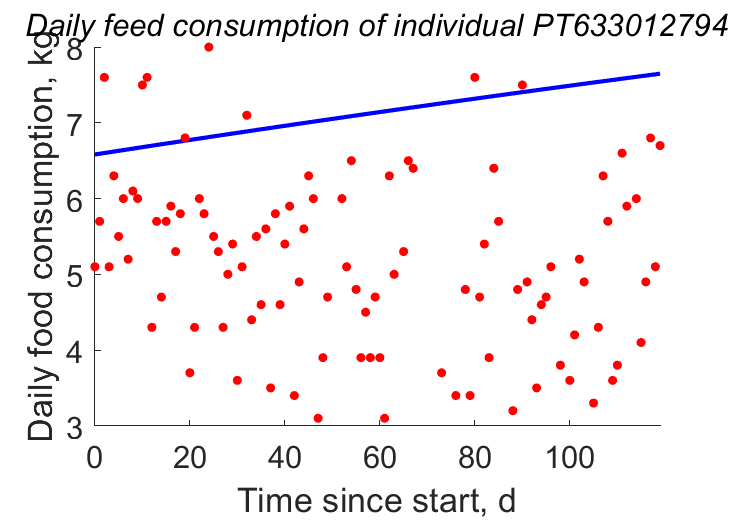 Daily feed consumption of individual PT633012794
Daily food consumption, kg
8
7
6
5
4
3
0 20 40 60 80 100
Time since start, d